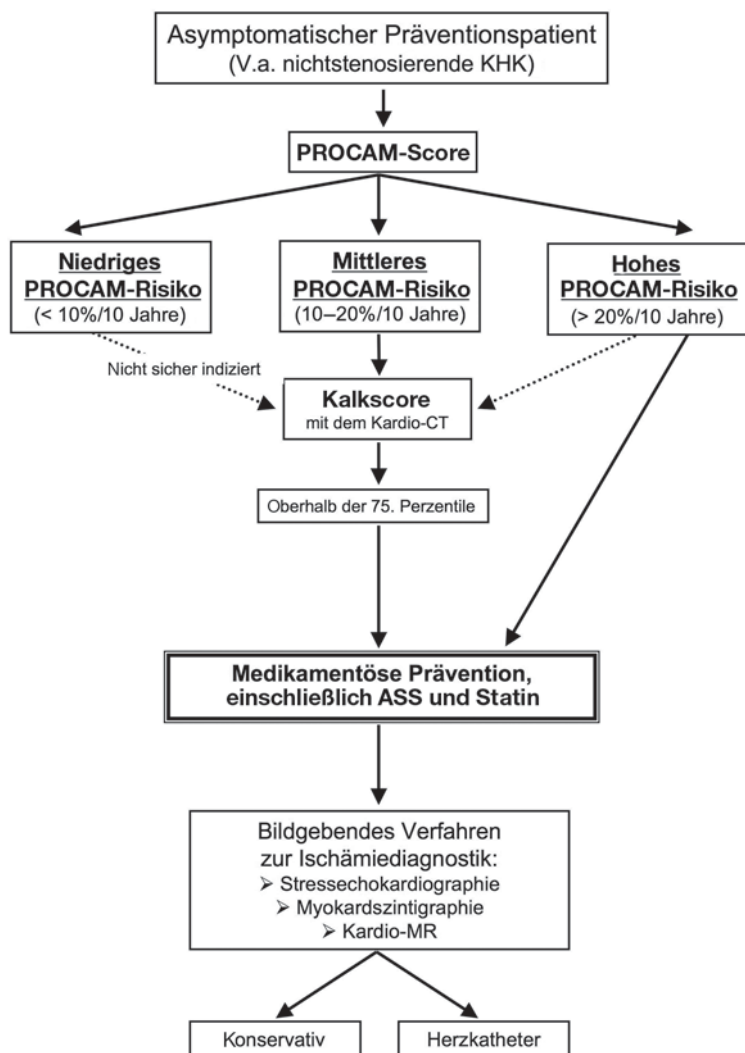 Asymptomatischer Präventionspatient
(V.a. nichtstenosierende KHK)
PROCAM-Score
Niedriges
PROCAM-Risiko
(< 10%/10 Jahre)
Mittleres
PROCAM-Risiko
(10–20%/10 Jahre)
Hohes
PROCAM-Risiko
(> 20%/10 Jahre)
Nicht sicher indiziert
Kalkscore
mit dem Kardio-CT
Oberhalb der 75. Perzentile
Medikamentöse Prävention,
einschließlich ASS und Statin
Bildgebendes Verfahren
zur Ischämiediagnostik:
➢ Stressechokardiographie
➢ Myokardszintigraphie
➢ Kardio-MR
Konservativ
Herzkatheter